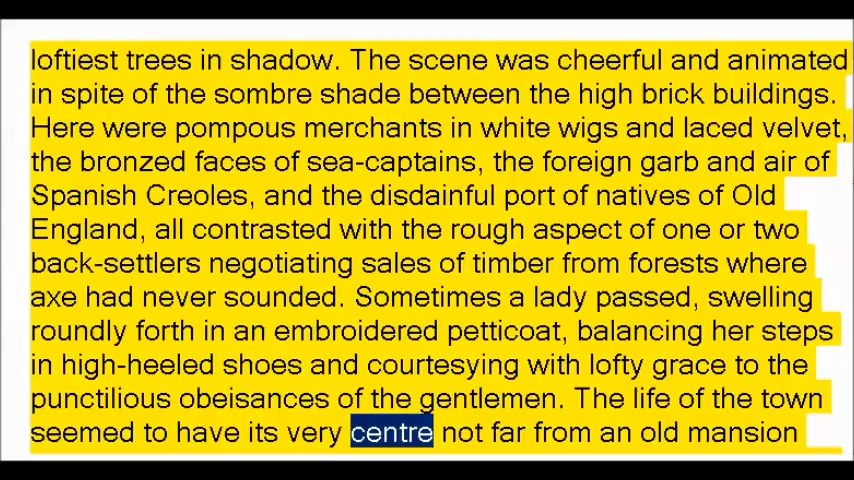 loftiest trees in shadow. The scene was cheerful and animated
in spite of the sombre shade between the high brick buildings.
Here were pompous merchants in white wigs and laced velvet,
the bronzed faces of sea-captains, the foreign garb and air of
Spanish Creoles, and the disdainful port of natives of Old
England, all contrasted with the rough aspect of one or two
back-settlers negotiating sales of timber from forests where
axe had never sounded. Sometimes a lady passed, swelling
roundly forth in an embroidered petticoat, balancing her steps
in high-heeled shoes and courtesying with lofty grace to the
punctilious obeisances of the gentlemen. The life of the town
seemed to have its very centre not far from an old mansion